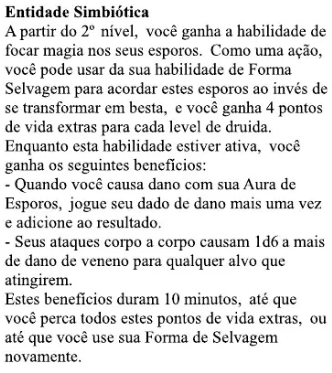 Entidade Simbiótica
A partir do 2º nível, você ganha a habilidade de
focar magia nos seus esporos. Como uma ação,
você pode usar da sua habilidade de Forma
Selvagem para acordar estes esporos ao invés de
se transformar em besta, e você ganha 4 pontos
de vida extras para cada level de druida.
Enquanto esta habilidade estiver ativa, você
ganha os seguintes benefícios:
- Quando você causa dano com sua Aura de
Esporos, jogue seu dado de dano mais uma vez
e adicione ao resultado.
- Seus ataques corpo a corpo causam 1d6 a mais
de dano de veneno para qualquer alvo que
atingirem.
Estes benefícios duram 10 minutos, até que
você perca todos estes pontos de vida extras, ou
até que você use sua Forma de Selvagem
novamente.